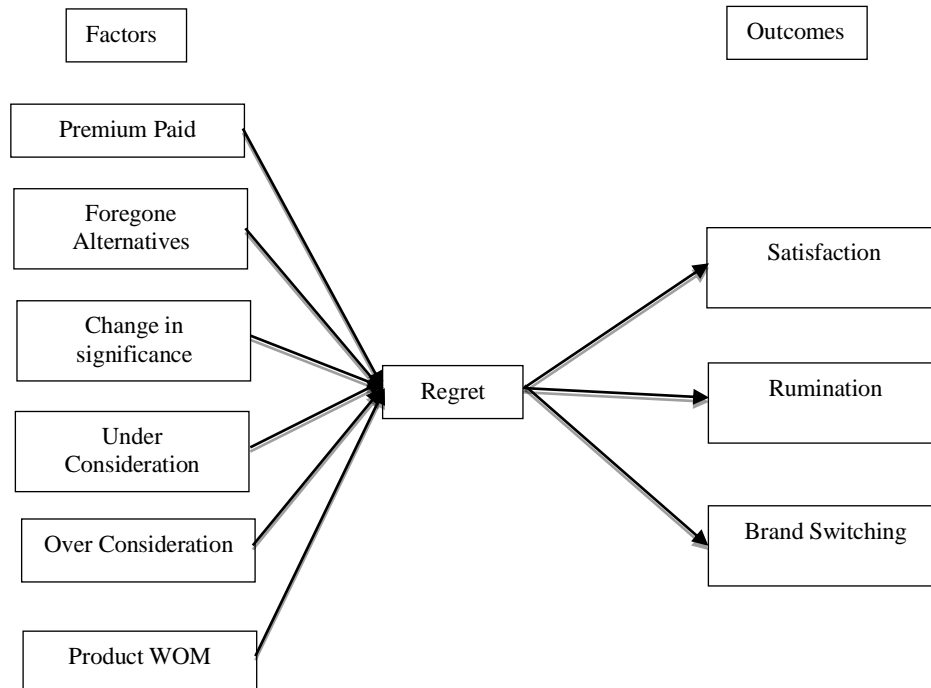 Factors
Outcomes
Premium Paid
Foregone
Alternatives
Change in
significance
Under
Consideration
Over Consideration
Product WOM
Regret
Satisfaction
Rumination
Brand Switching